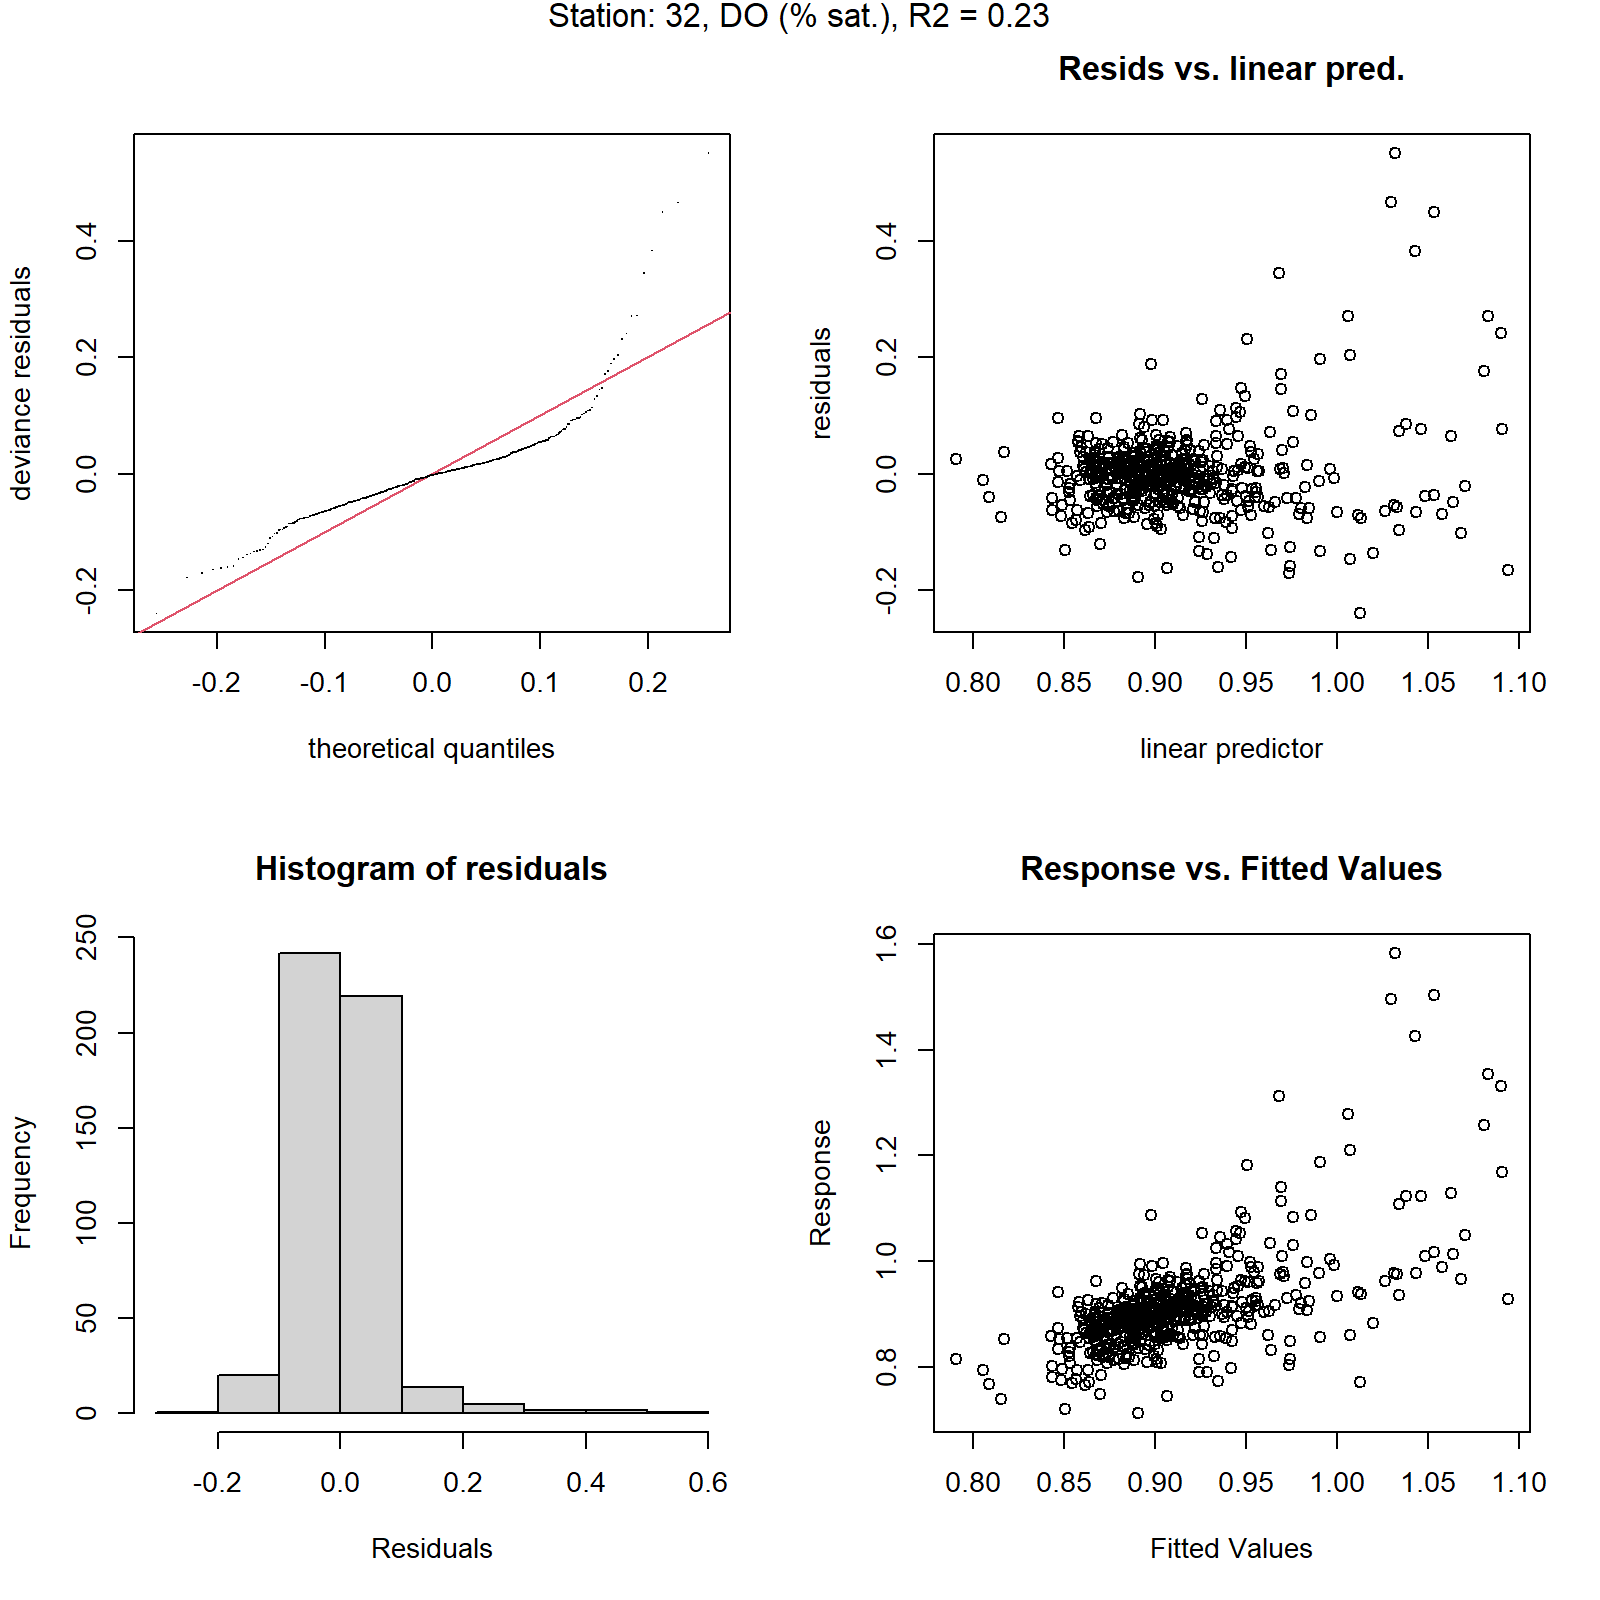 Station: 32, DO (% sat.), R2 = 0.23
deviance residuals
0.4
0.2
0.0
-0.2
-0.2 -0.1 0.0 0.1 0.2
theoretical quantiles
Resids vs. linear pred.
residuals
0.4
0.2
0.0
-0.2
0.80 0.85 0.90 0.95 1.00 1.05 1.10
linear predictor
Histogram of residuals
Frequency
250
200
150
100
50
0
-0.2 0.0 0.2 0.4 0.6
Residuals
Response vs. Fitted Values
Response
1.6
1.4
1.2
1.0
0.8
0.80 0.85 0.90 0.95 1.00 1.05 1.10
Fitted Values